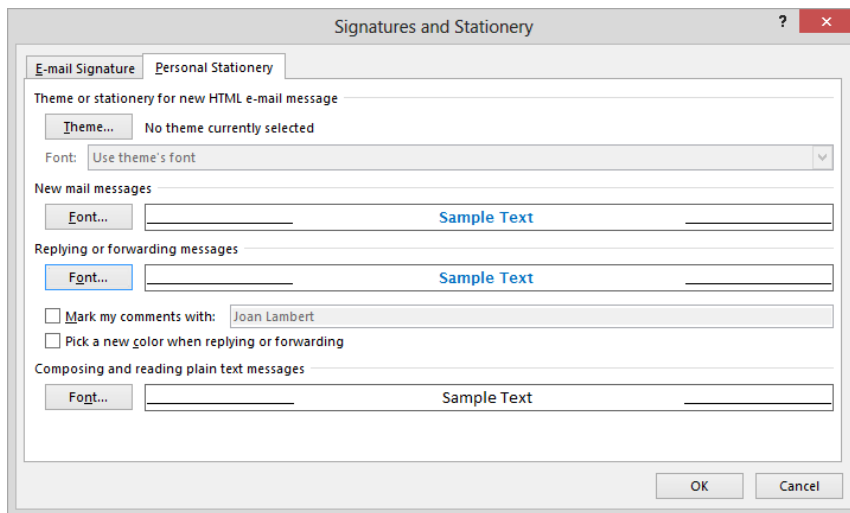 Signatures and Stationery
?
E-mail Signature Personal Stationery
Theme or stationery for new HTML e-mail message
Theme... No theme currently selected
Font: Use theme's font
New mail messages
Font... Sample Text
Replying or forwarding messages
Font... Sample Text
Mark my comments with: Joan Lambert
Pick a new color when replying or forwarding
Composing and reading plain text messages
Font... Sample Text
OK Cancel